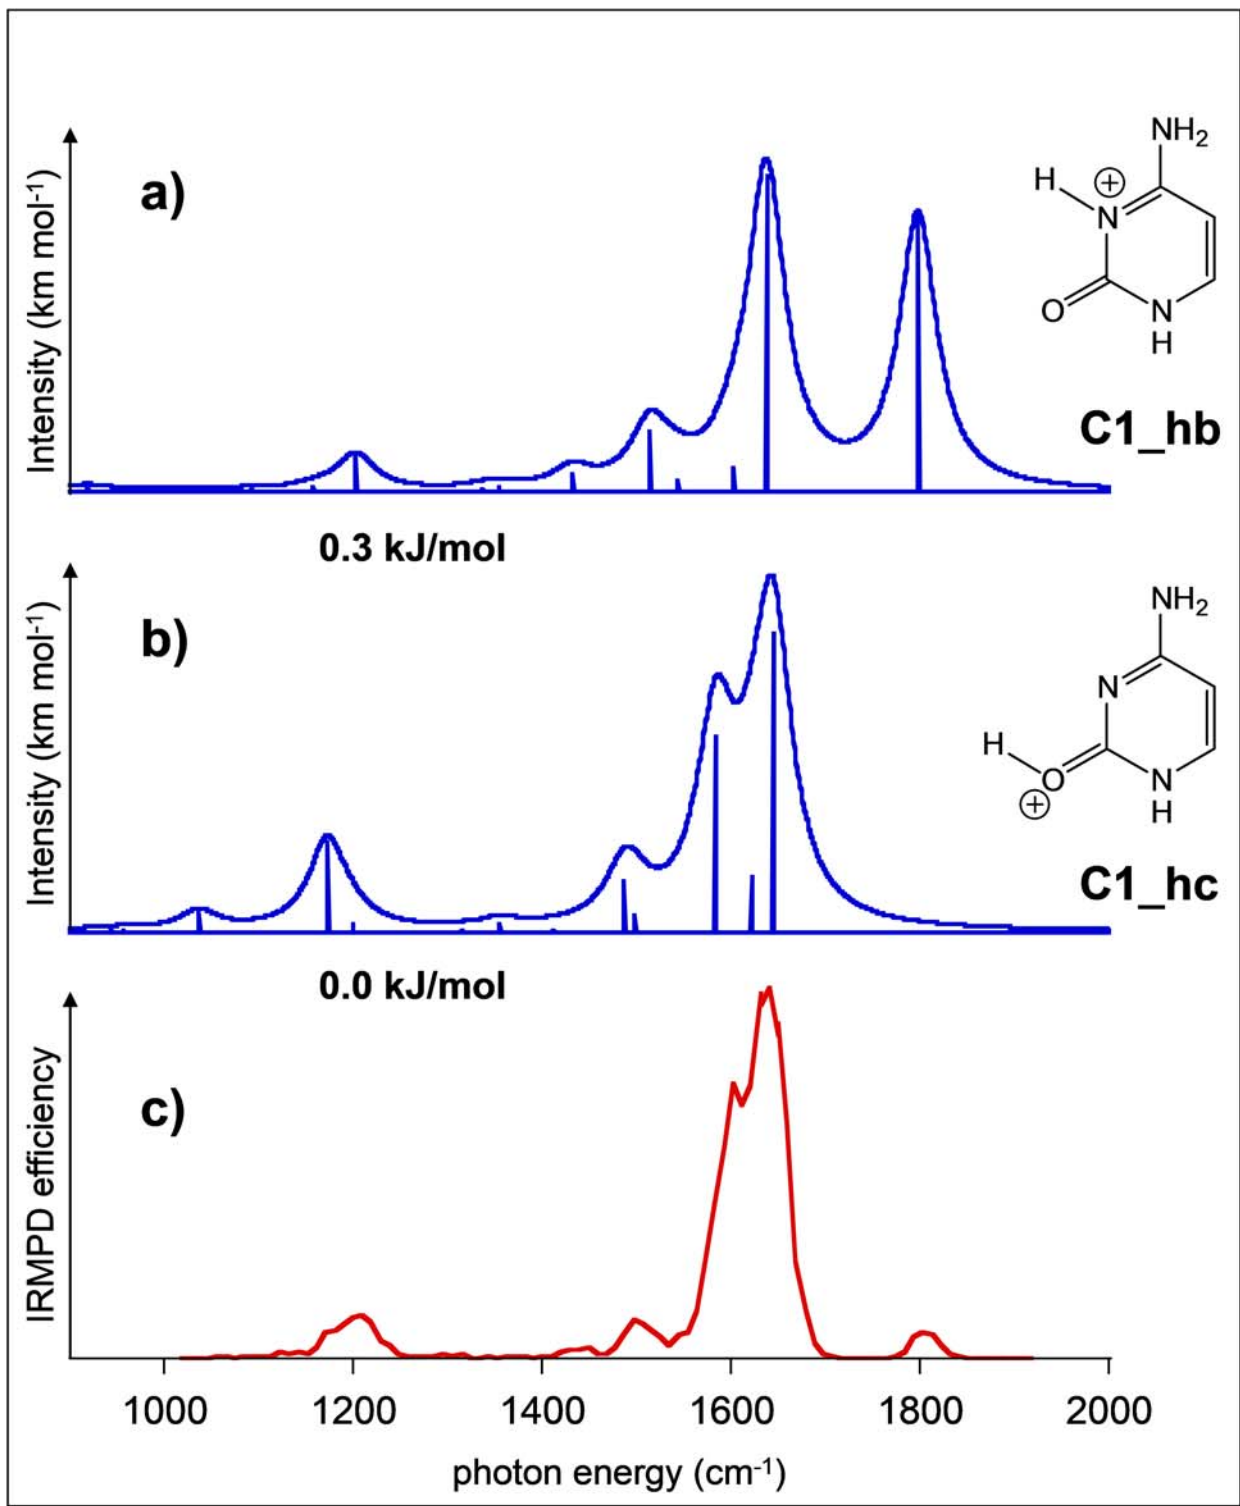 Intensity (km mol-1)
a)
H
NH2
+
N
O
N
H
C1_hb
0.3 kJ/mol
Intensity (km mol-1)
b)
NH2
N
H
O
+
N
H
C1_hc
0.0 kJ/mol
IRMPD efficiency
c)
1000 1200 1400 1600 1800 2000
photon energy (cm-1)